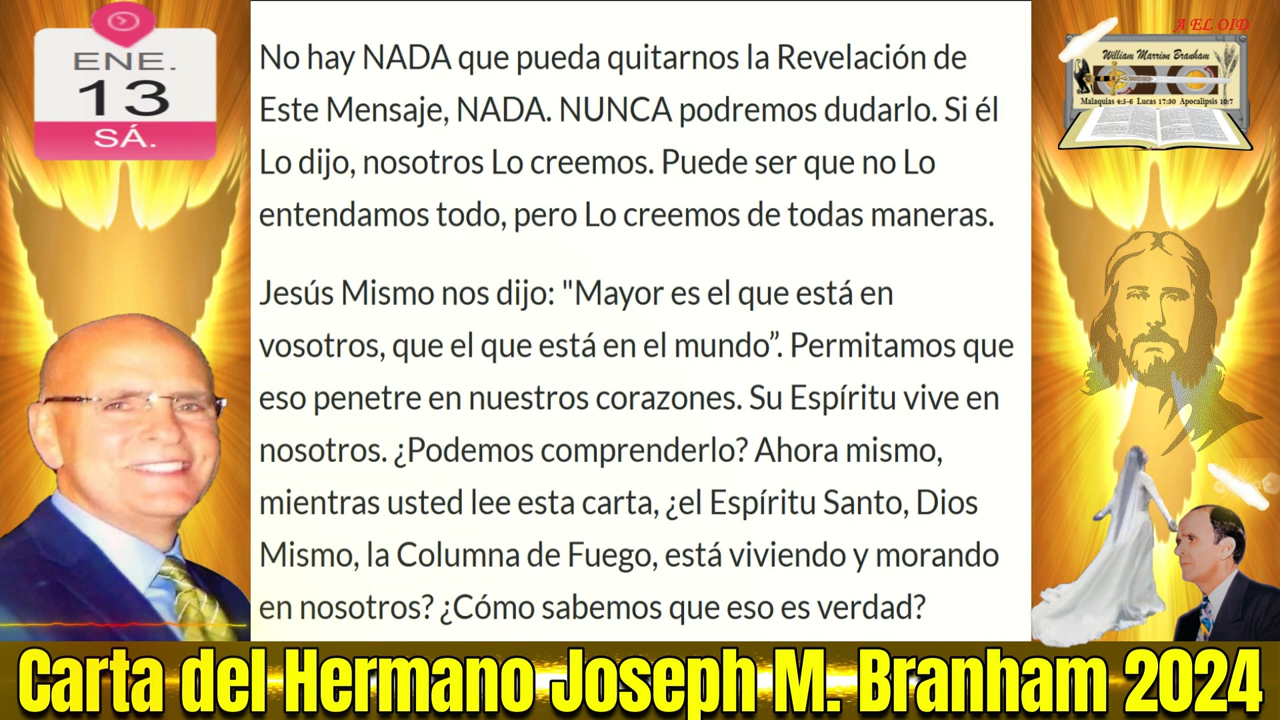 ENE.
13
SÁ.
No hay NADA que pueda quitarnos la Revelación de
Este Mensaje, NADA. NUNCA podremos dudarlo. Si él
Lo dijo, nosotros Lo creemos. Puede ser que no Lo
entendamos todo, pero Lo creemos de todas maneras.
Jesús Mismo nos dijo: "Mayor es el que está en
vosotros, que el que está en el mundo”. Permitamos que
eso penetre en nuestros corazones. Su Espíritu vive en
nosotros. ¿Podemos comprenderlo? Ahora mismo,
mientras usted lee esta carta, ¿el Espíritu Santo, Dios
Mismo, la Columna de Fuego, está viviendo y morando
en nosotros? ¿Cómo sabemos que eso es verdad?
A EL OID
William Marrion Branham
Malaquias 4:5-6 Lucas 17:30 Apocalipsis 10:7
Carta del Hermano Joseph M. Branham 2024